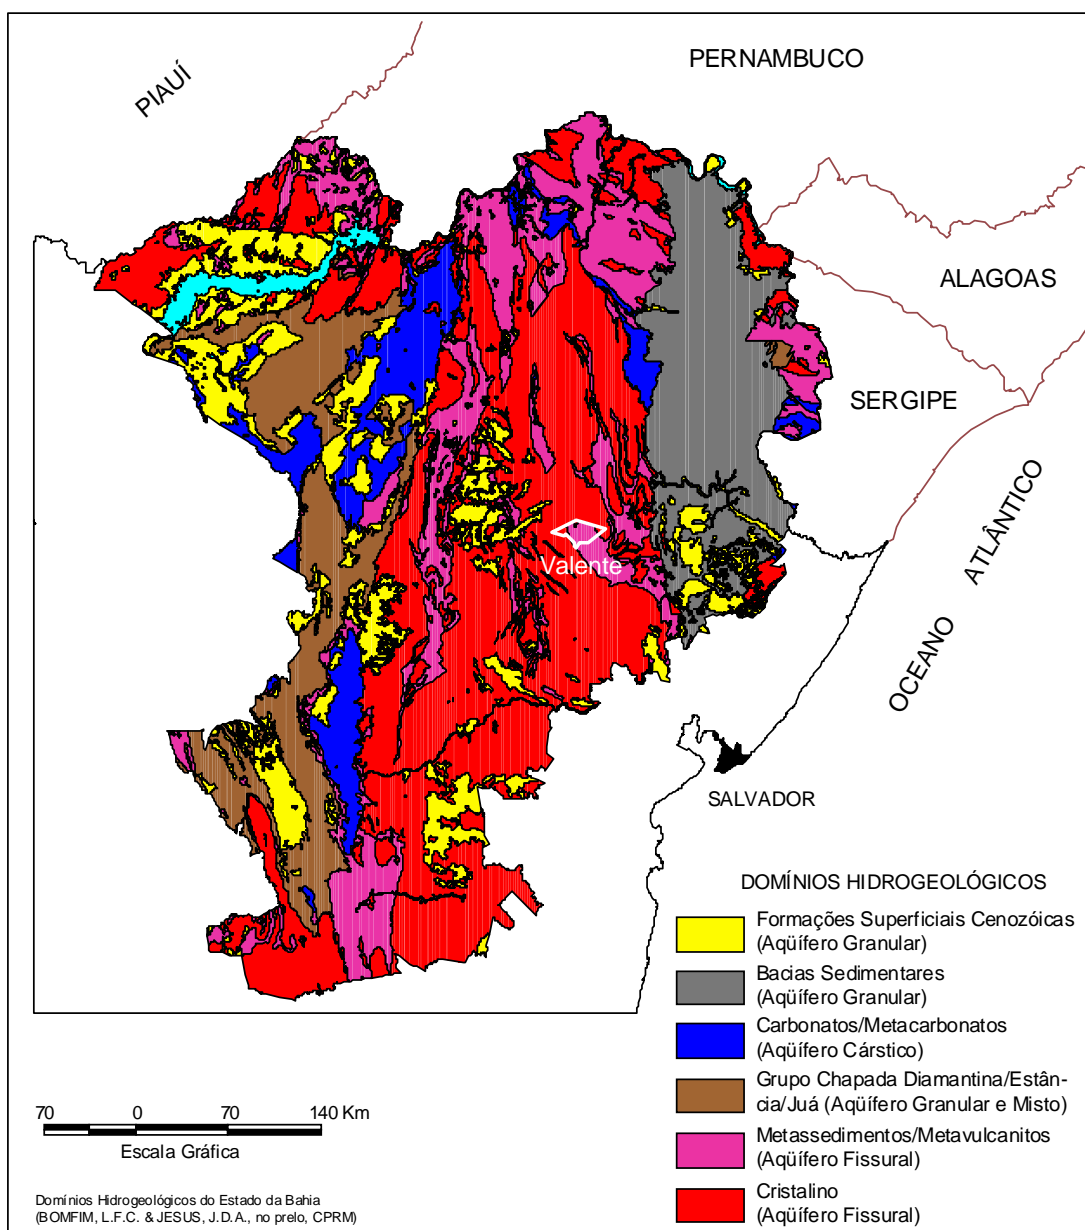 PERNAMBUCO
PIAUÍ
ALAGOAS
SERGIPE
OCEANO ATLÂNTICO
Valente
SALVADOR
DOMÍNIOS HIDROGEOLÓGICOS
Formações Superficiais Cenozóicas
(Aqüífero Granular)
Bacias Sedimentares
(Aqüífero Granular)
Carbonatos/Metacarbonatos
(Aqüífero Cárstico)
Grupo Chapada Diamantina/Estân-
cia/Juá (Aqüífero Granular e Misto)
Metassedimentos/Metavulcanitos
(Aqüífero Fissural)
Cristalino
(Aqüífero Fissural)
70 0 70 140 Km
Escala Gráfica
Domínios Hidrogeológicos do Estado da Bahia
(BOMFIM, L.F.C. & JESUS, J.D.A., no prelo, CPRM)